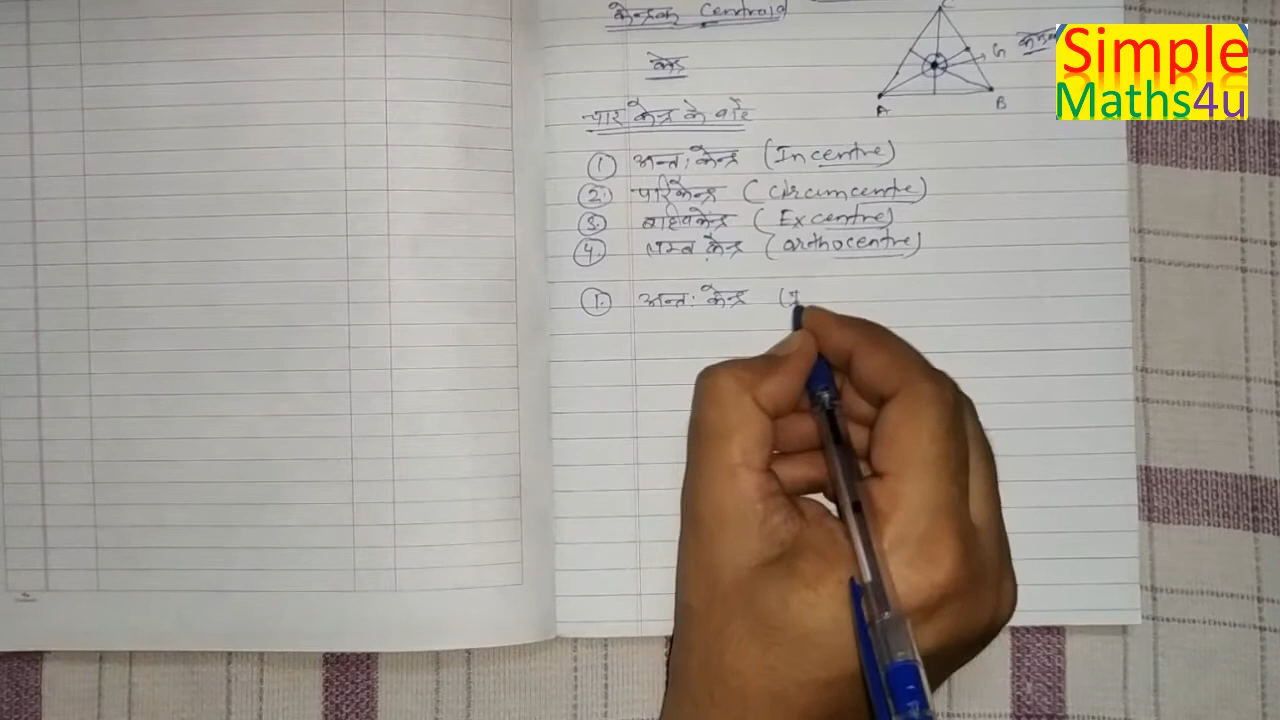 केन्द्रक Centroid
C
G
A
B
Simple
Maths4u
चार केन्द्र के बारे
① अन्तः केन्द्र (Incentre)
②. परिकेन्द्र (Circumcentre)
③. बाह्यकेन्द्र (Excentre)
④. लम्ब केन्द्र (Orthocentre)
①. अन्तः केन्द्र (I